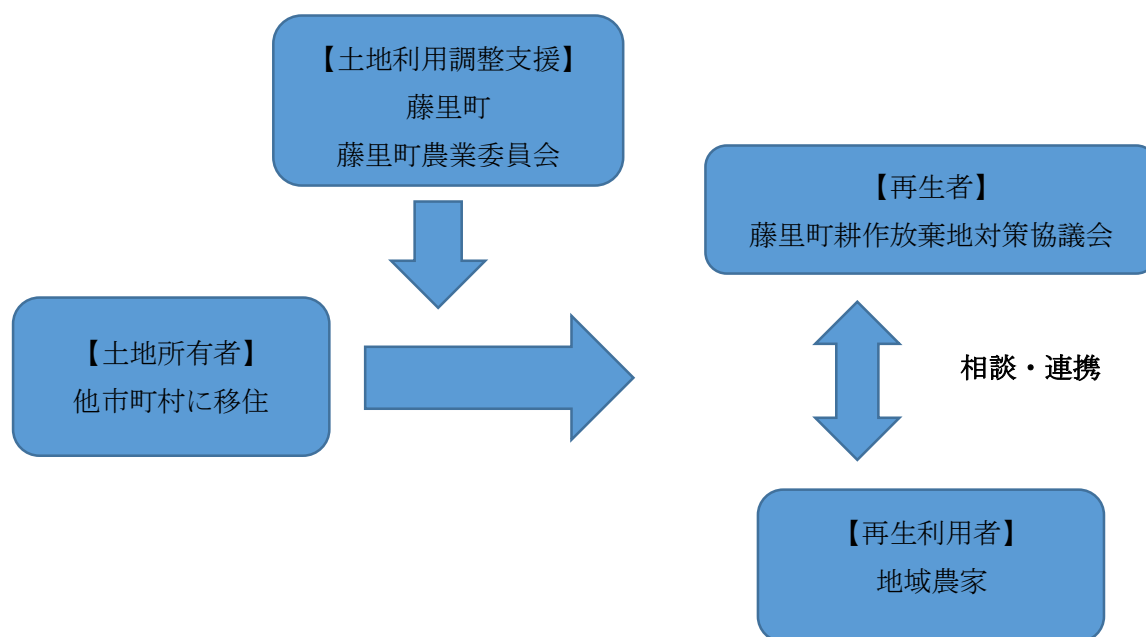 【土地利用調整支援】
藤里町
藤里町農業委員会
【再生者】
藤里町耕作放棄地対策協議会
【土地所有者】
他市町村に移住
相談・連携
【再生利用者】
地域農家